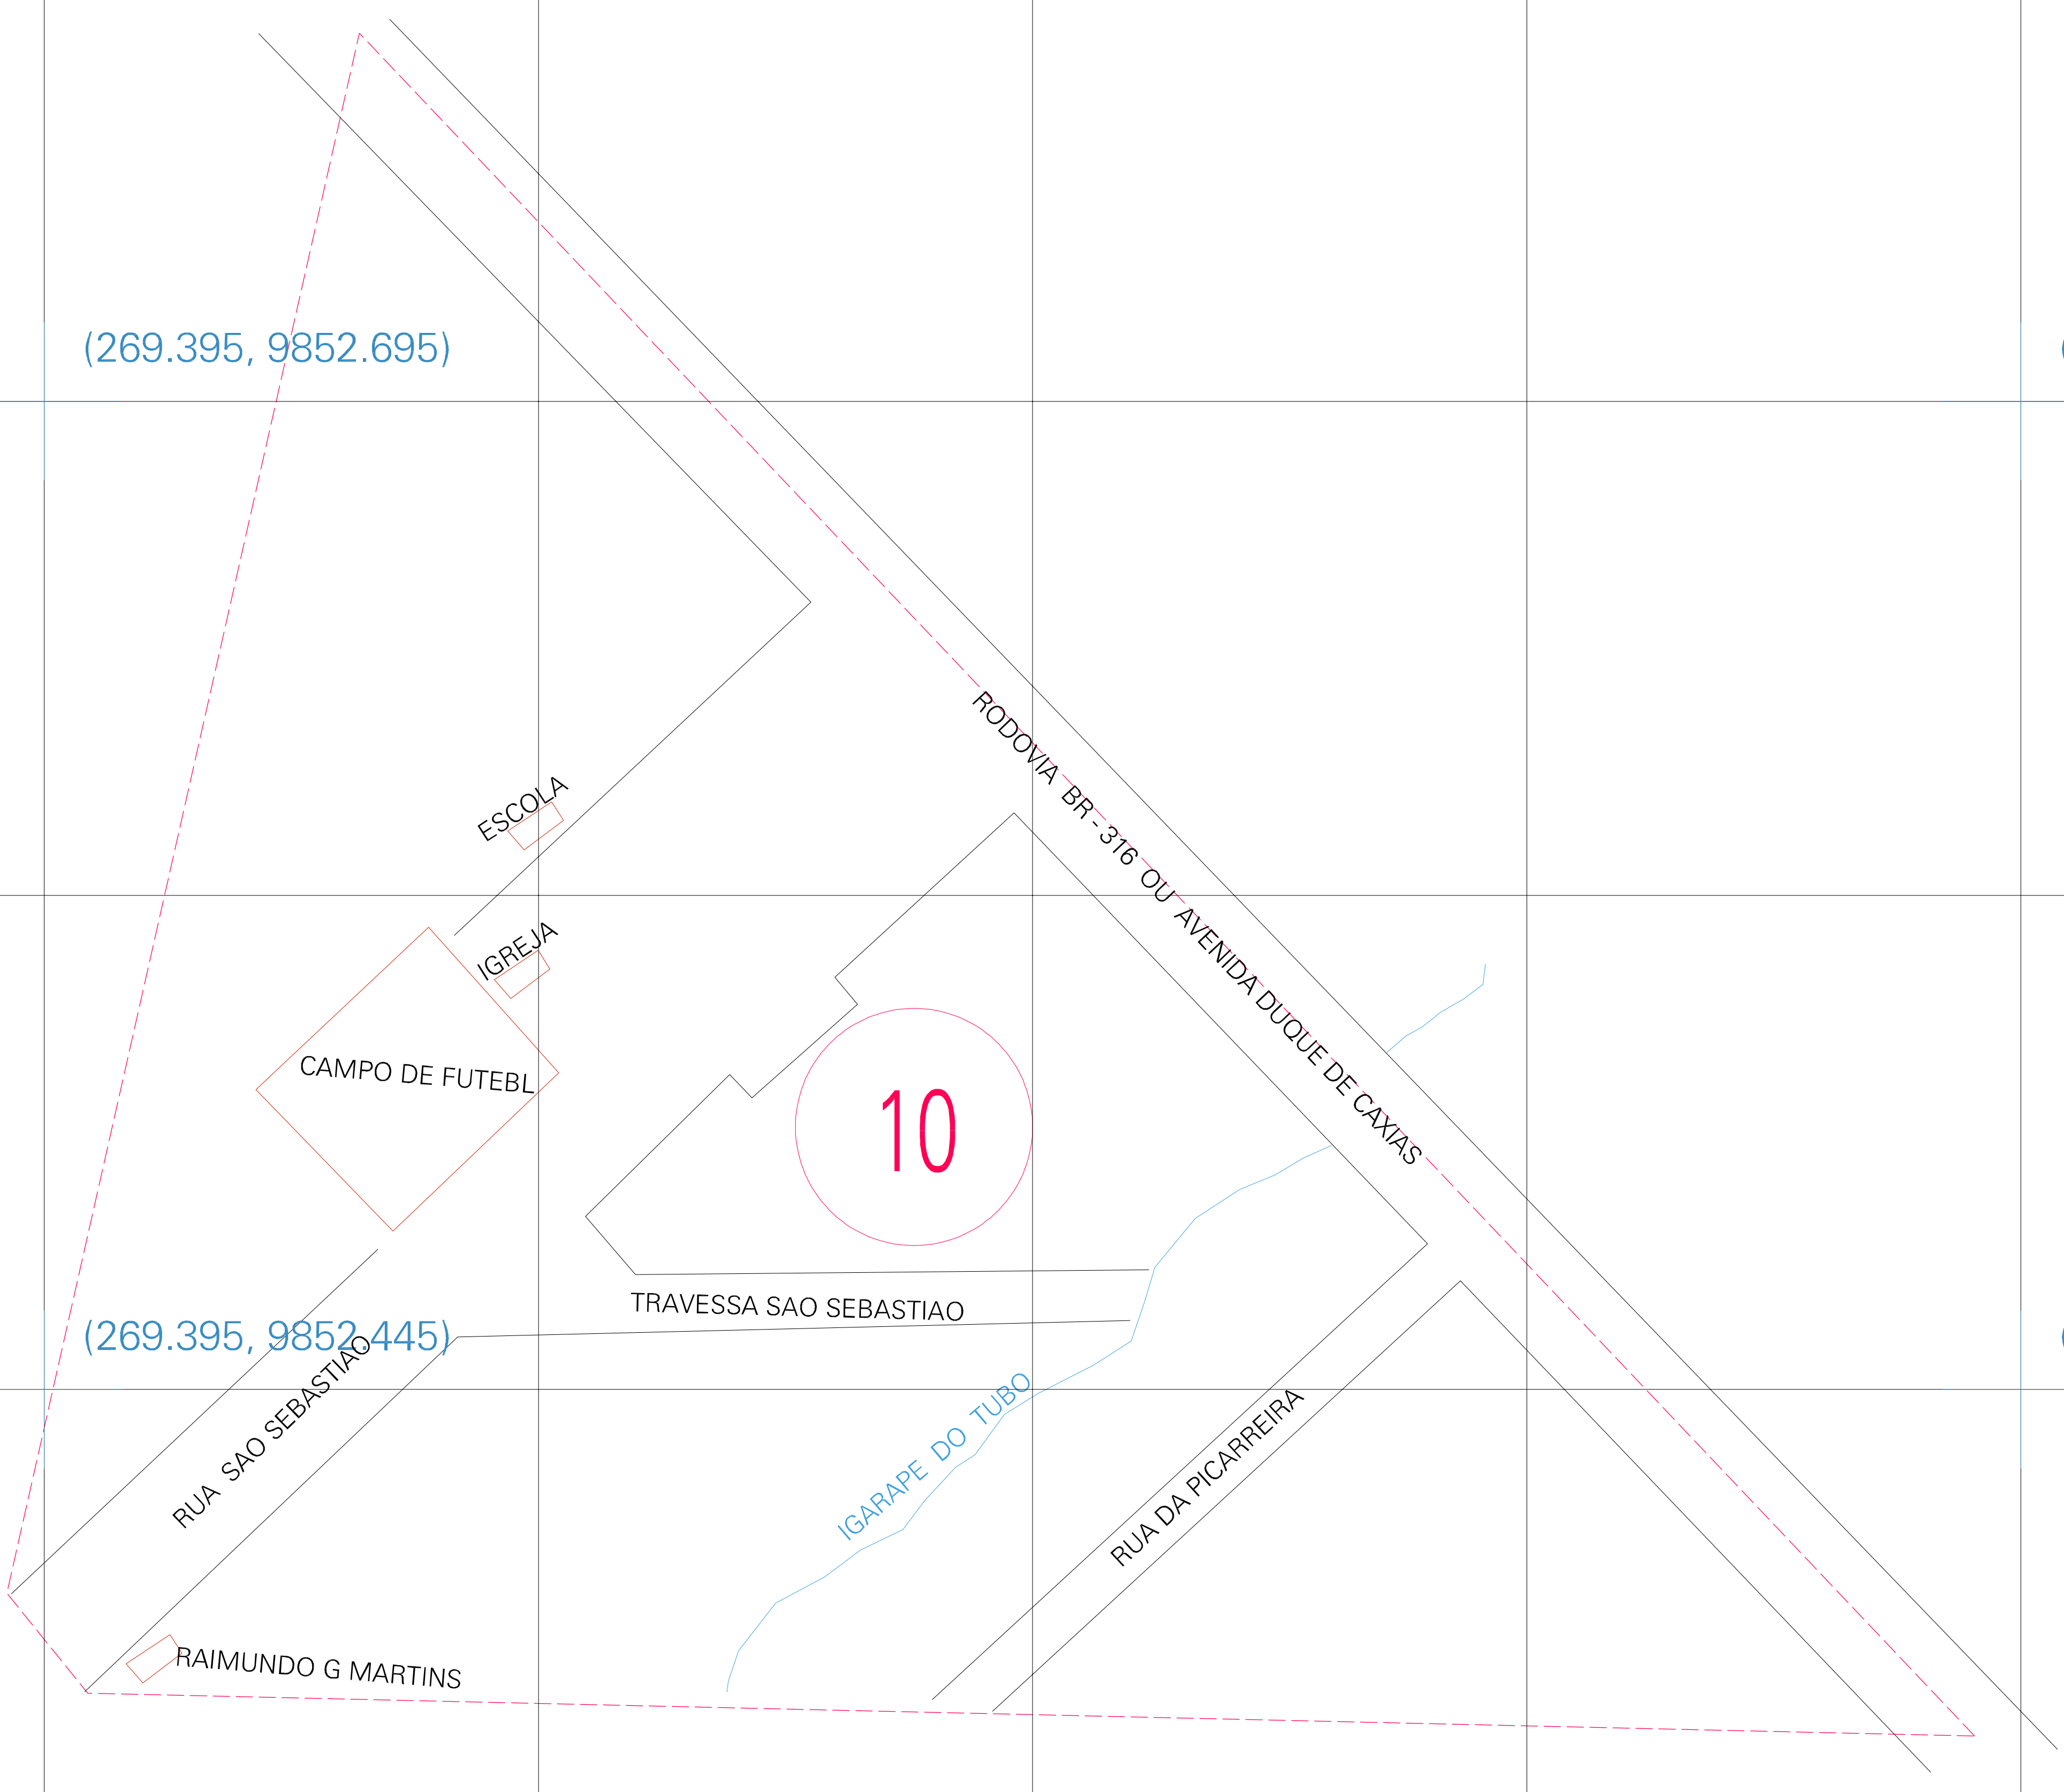 (269.395, 9852.695)
RODOVIA BR - 316 OU AVENIDA DUQUE DE CAXIAS
ESCOLA
IGREJA
CAMPO DE FUTEBL
10
TRAVESSA SAO SEBASTIAO
(269.395, 9852.445)
RUA SAO SEBASTIAO
IGARAPE DO TUBO
RUA DA PICARREIRA
RAIMUNDO G MARTINS